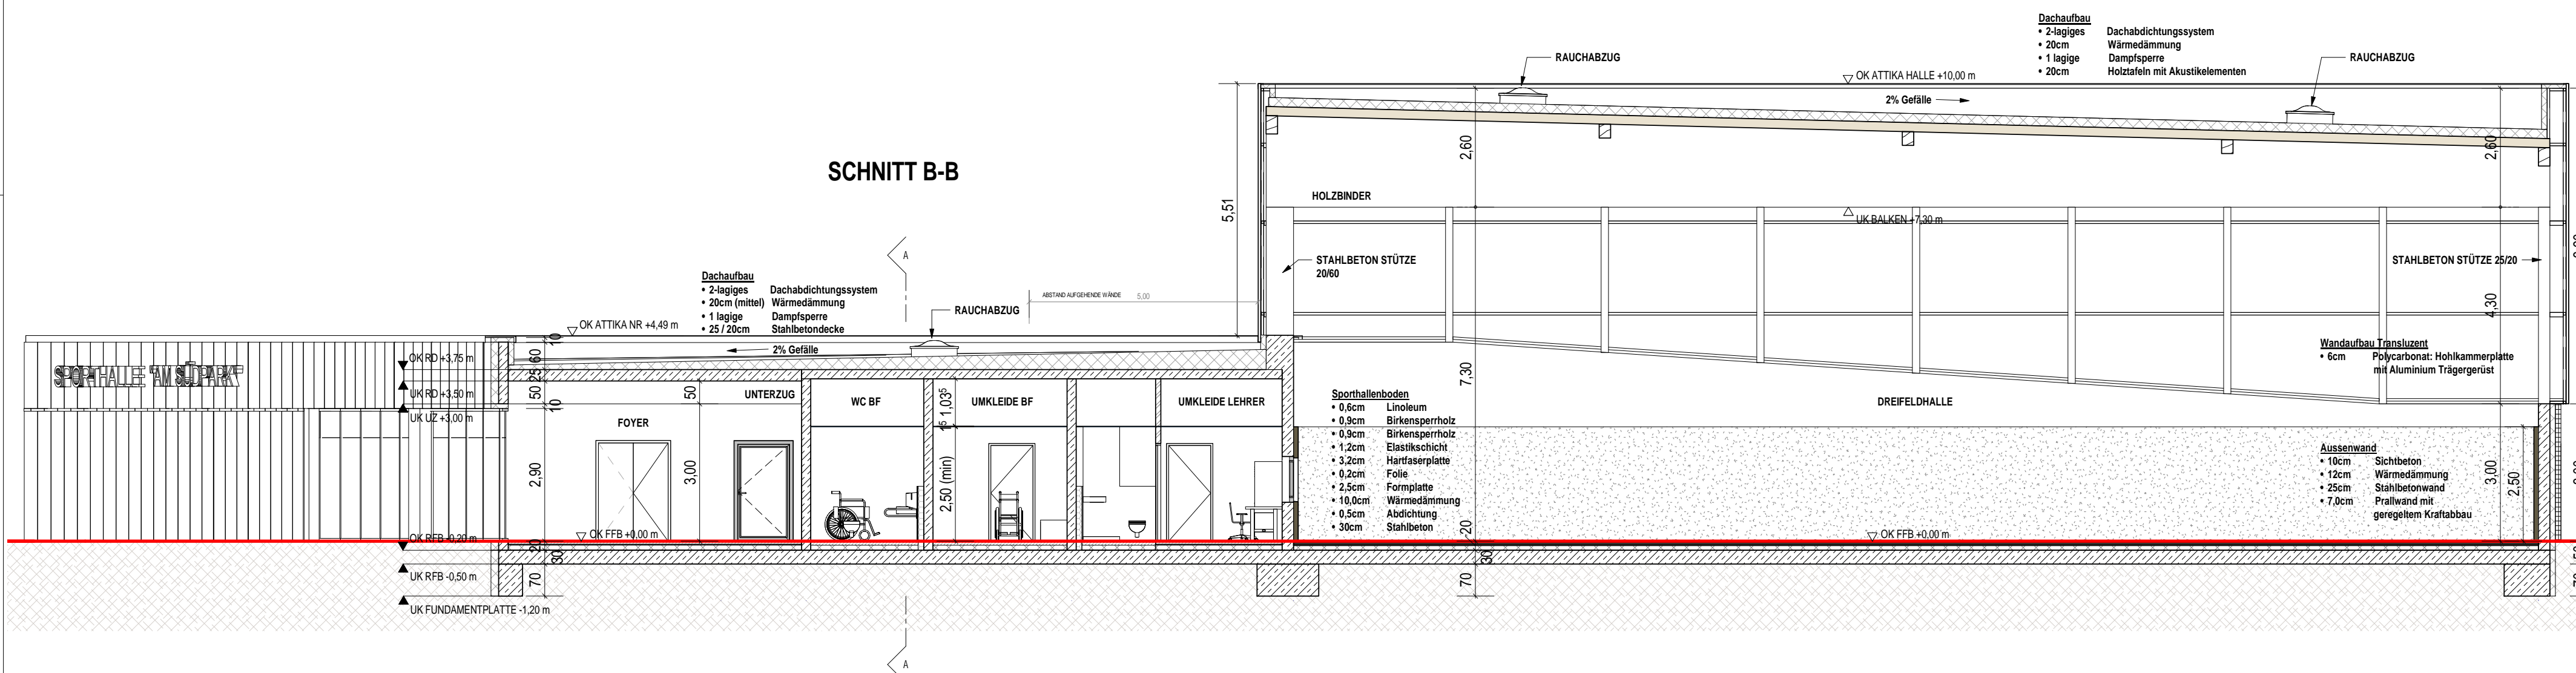 SCHNITT B-B
Dachaufbau
• 2-lagiges Dachabdichtungssystem
• 20cm Wärmedämmung
• 1 lagige Dampfsperre
• 20cm Holztafeln mit Akustikelementen
RAUCHABZUG
RAUCHABZUG
OK ATTIKA HALLE +10,00 m
2% Gefälle
2,60
2,60
5,51
HOLZBINDER
UK BALKEN +7,30 m
STAHLBETON STÜTZE
20/60
STAHLBETON STÜTZE 25/20
4,30
A
Dachaufbau
• 2-lagiges Dachabdichtungssystem
• 20cm (mittel) Wärmedämmung
• 1 lagige Dampfsperre
• 25 / 20cm Stahlbetondecke
ABSTAND AUFGEHENDE WÄNDE 5,00
RAUCHABZUG
OK ATTIKA NR +4,49 m
2% Gefälle
10
60
25
50
10
2,90
20
30
70
OK RD +3,75 m
UK RD +3,50 m
UK UZ +3,00 m
SPORTHALLE "AM SÜDPARK"
50
3,00
UNTERZUG
FOYER
WC BF
UMKLEIDE BF
UMKLEIDE LEHRER
1,03⁵
2,50 (min)
7,30
Wandaufbau Transluzent
• 6cm Polycarbonat: Hohlkammerplatte
mit Aluminium Trägergerüst
Sporthallenboden
• 0,6cm Linoleum
• 0,9cm Birkensperrholz
• 0,9cm Birkensperrholz
• 1,2cm Elastikschicht
• 3,2cm Hartfaserplatte
• 0,2cm Folie
• 2,5cm Formplatte
• 10,0cm Wärmedämmung
• 0,5cm Abdichtung
• 30cm Stahlbeton
DREIFELDHALLE
Aussenwand
• 10cm Sichtbeton
• 12cm Wärmedämmung
• 25cm Stahlbetonwand
• 7,0cm Prallwand mit
geregeltem Kraftabbau
3,00
2,50
OK FFB +0,00 m
OK FFB +0,00 m
OK RFB -0,20 m
UK RFB -0,50 m
UK FUNDAMENTPLATTE -1,20 m
20
30
70
A